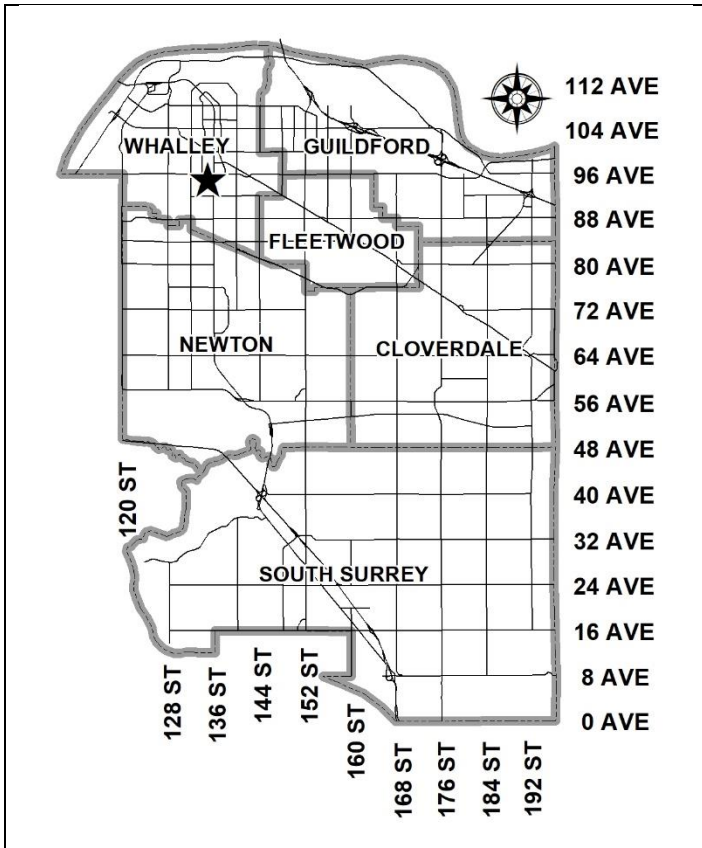 112 AVE
104 AVE
WHALLEY
GUILDFORD
96 AVE
88 AVE
FLEETWOOD
80 AVE
72 AVE
NEWTON
CLOVERDALE
64 AVE
56 AVE
48 AVE
120 ST
40 AVE
32 AVE
SOUTH SURREY
24 AVE
16 AVE
8 AVE
0 AVE
128 ST
136 ST
144 ST
152 ST
160 ST
168 ST
176 ST
184 ST
192 ST